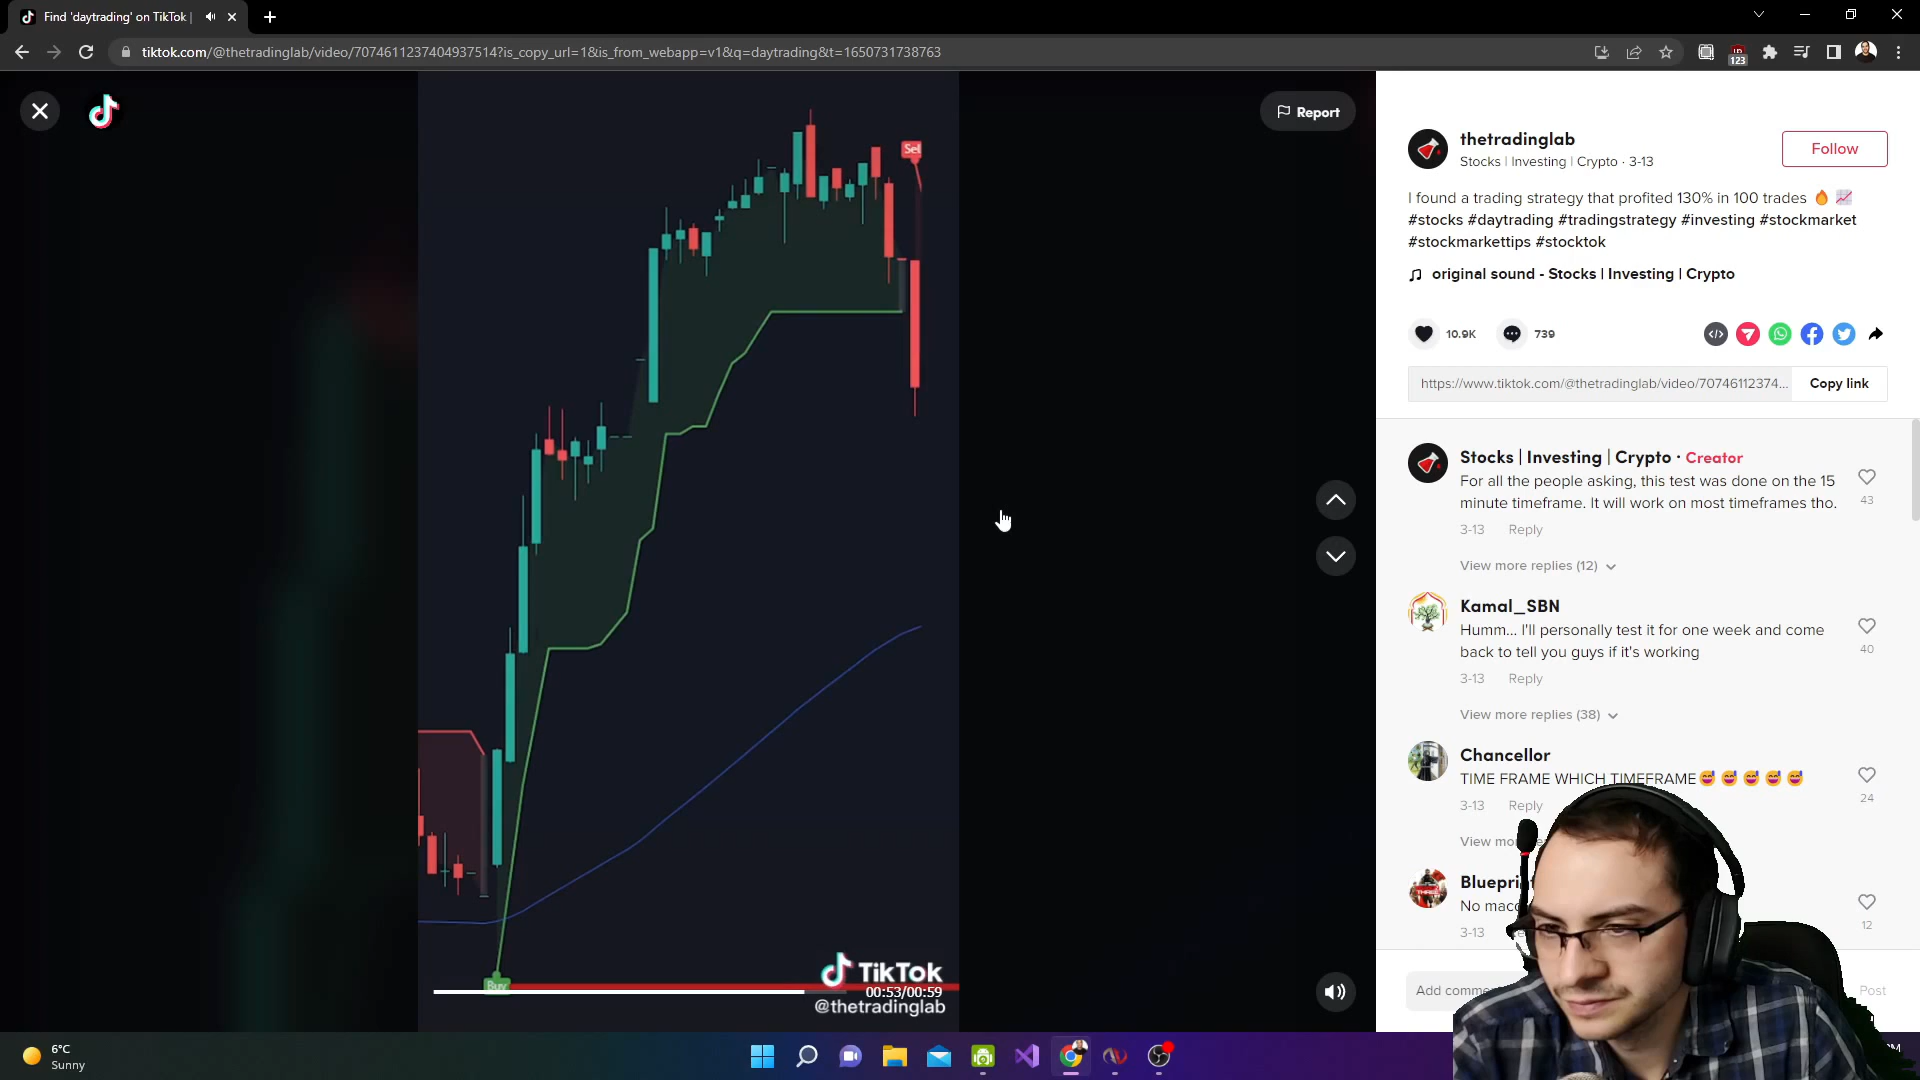 Find 'daytrading' on TikTok |
tiktok.com/@thetradinglab/video/7074611237404937514?is_copy_url=1&is_from_webapp=v1&q=daytrading&t=1650731738763
123
Report
Sel
Buy
TikTok
00:53/00:59
@thetradinglab
thetradinglab
Stocks | Investing | Crypto · 3-13
Follow
I found a trading strategy that profited 130% in 100 trades 🔥 📈
#stocks #daytrading #tradingstrategy #investing #stockmarket
#stockmarkettips #stocktok
original sound - Stocks | Investing | Crypto
10.9K
739
https://www.tiktok.com/@thetradinglab/video/70746112374...
Copy link
Stocks | Investing | Crypto · Creator
For all the people asking, this test was done on the 15
minute timeframe. It will work on most timeframes tho.
43
3-13 Reply
View more replies (12)
Kamal_SBN
Humm... I'll personally test it for one week and come
back to tell you guys if it's working
40
3-13 Reply
View more replies (38)
Chancellor
TIME FRAME WHICH TIMEFRAME😅 😅 😅 😅 😅
24
3-13 Reply
View
No
12
3-13
Add
Post
6°C
Sunny